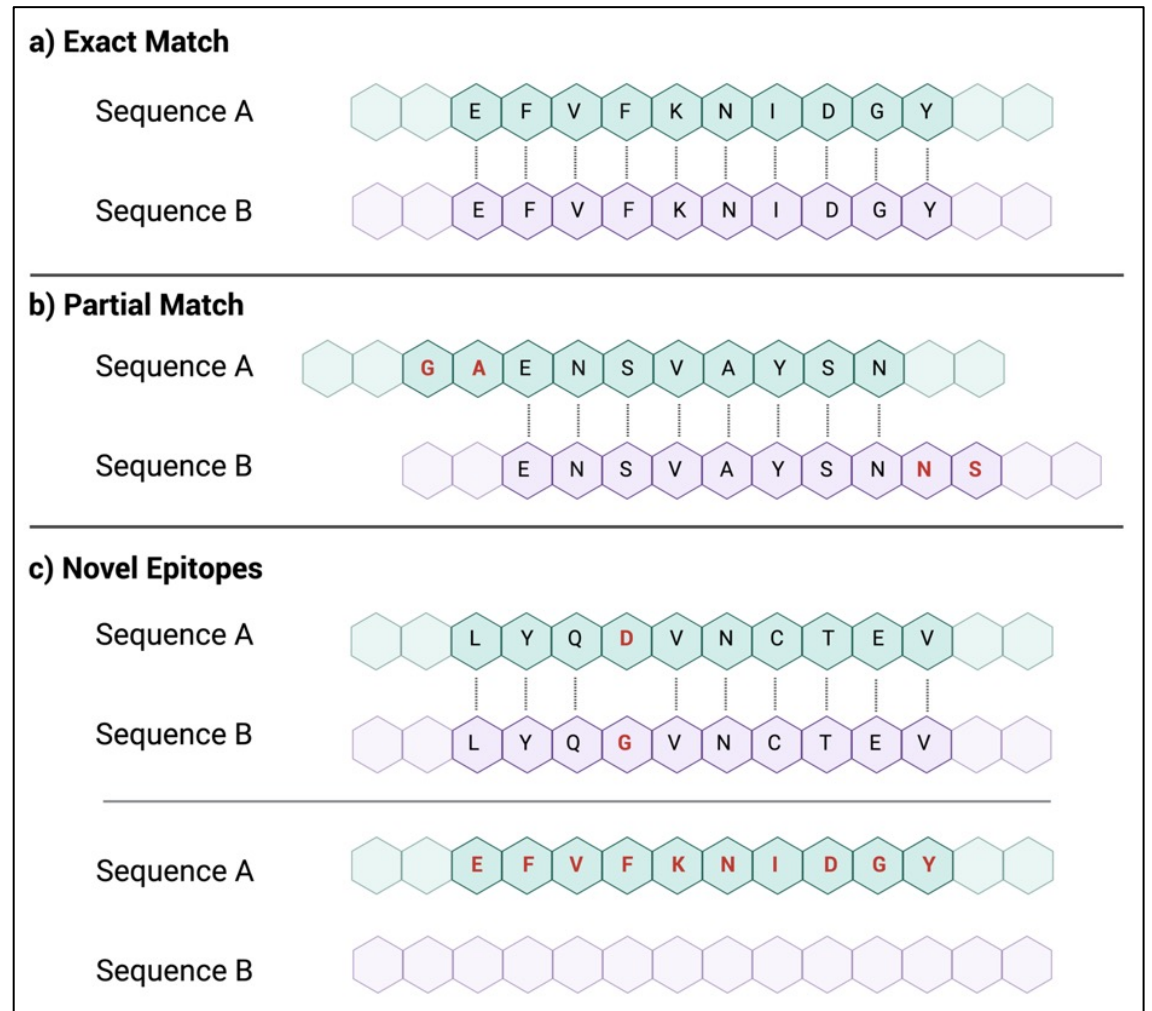 a) Exact Match
Sequence A E F V F K N I D G Y
Sequence B E F V F K N I D G Y
b) Partial Match
Sequence A G A E N S V A Y S N
Sequence B E N S V A Y S N N S
c) Novel Epitopes
Sequence A L Y Q D V N C T E V
Sequence B L Y Q G V N C T E V
Sequence A E F V F K N I D G Y
Sequence B